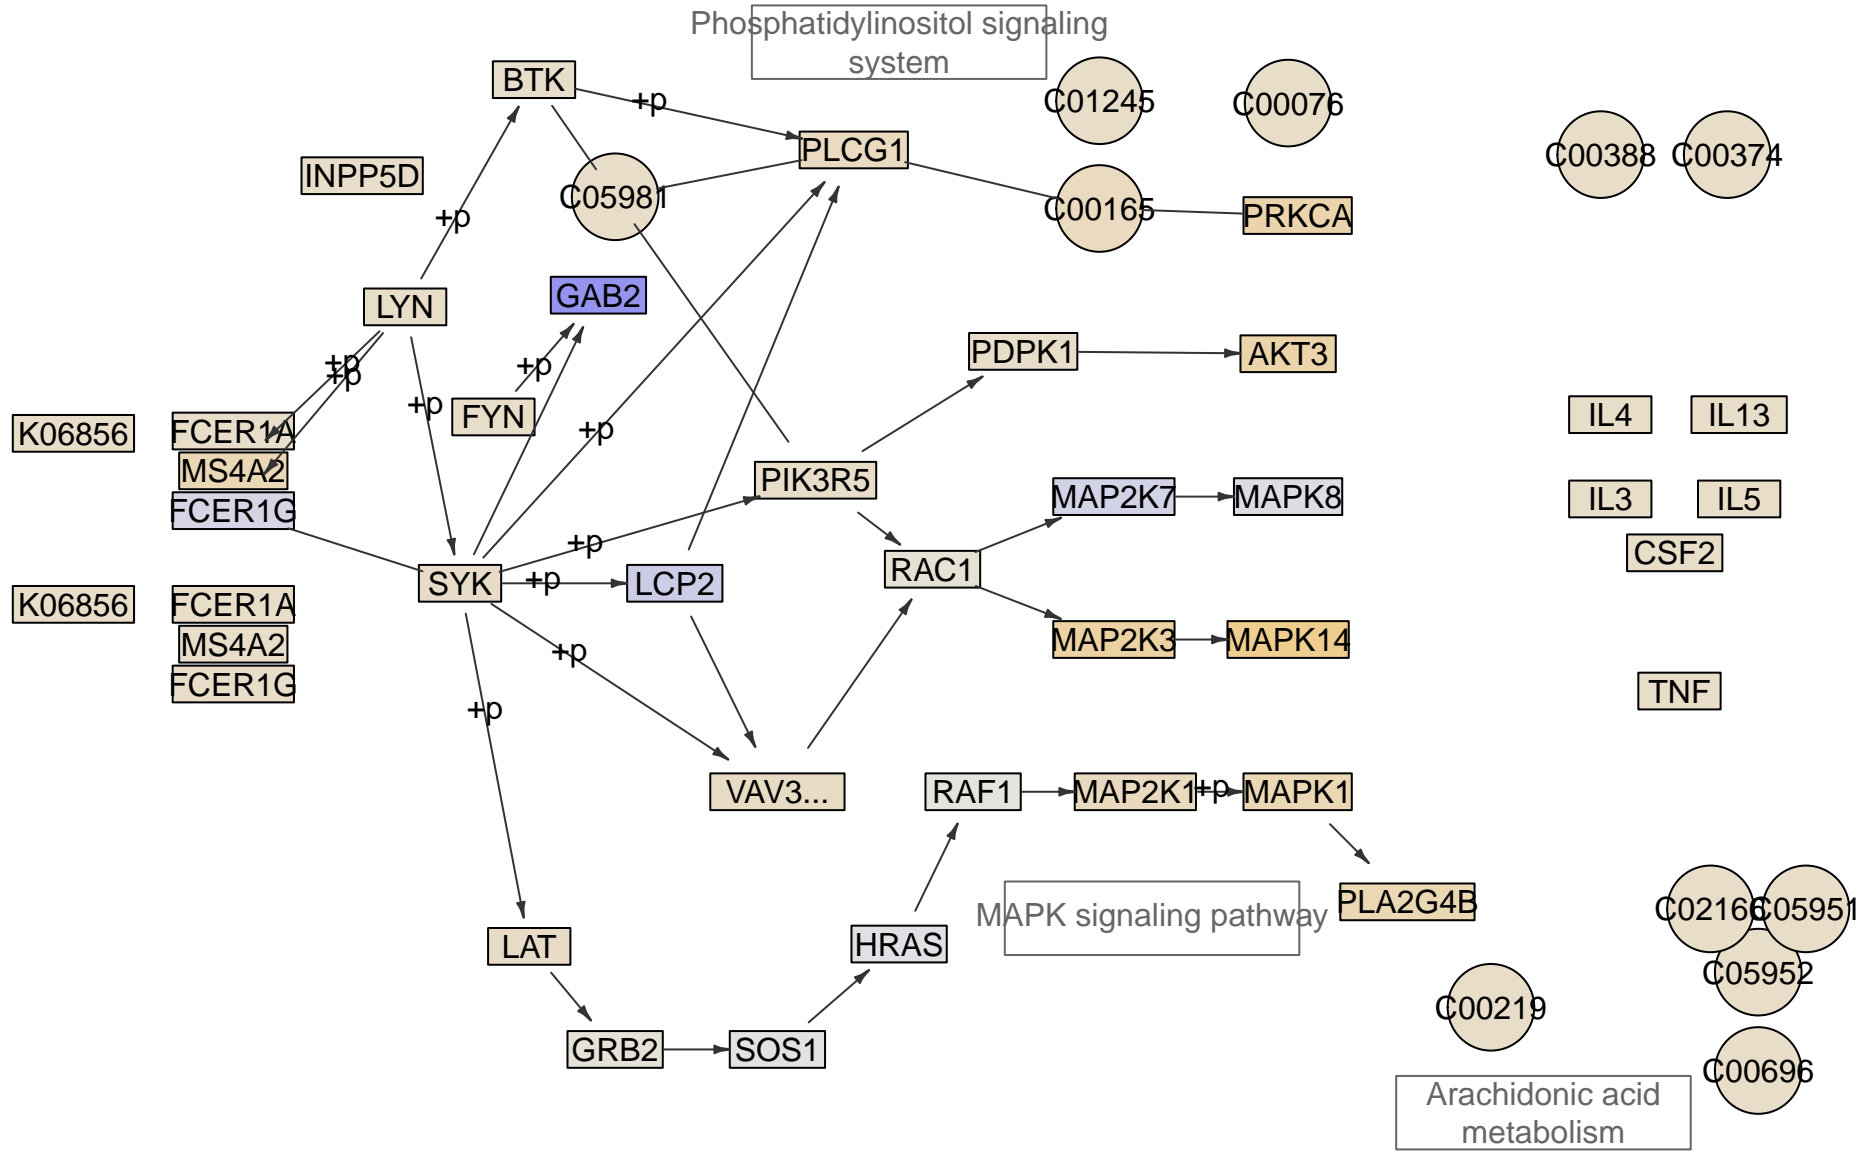 Phosphatidylinositol signaling
system
BTK
+p
C01245
C00076
PLCG1
C00388
C00374
INPP5D
C05981
C00165
PRKCA
+p
GAB2
LYN
PDPK1
AKT3
+p
+p
+p
+p
FYN
K06856
FCER1A
+p
IL4
IL13
MS4A2
PIK3R5
FCER1G
MAP2K7
MAPK8
IL3
IL5
+p
CSF2
RAC1
SYK
+p
LCP2
K06856
FCER1A
MS4A2
+p
MAP2K3
MAPK14
FCER1G
TNF
+p
VAV3...
RAF1
MAP2K1
+p
MAPK1
MAPK signaling pathway
PLA2G4B
C02166
C05951
LAT
HRAS
C05952
C00219
GRB2
SOS1
C00696
Arachidonic acid
metabolism